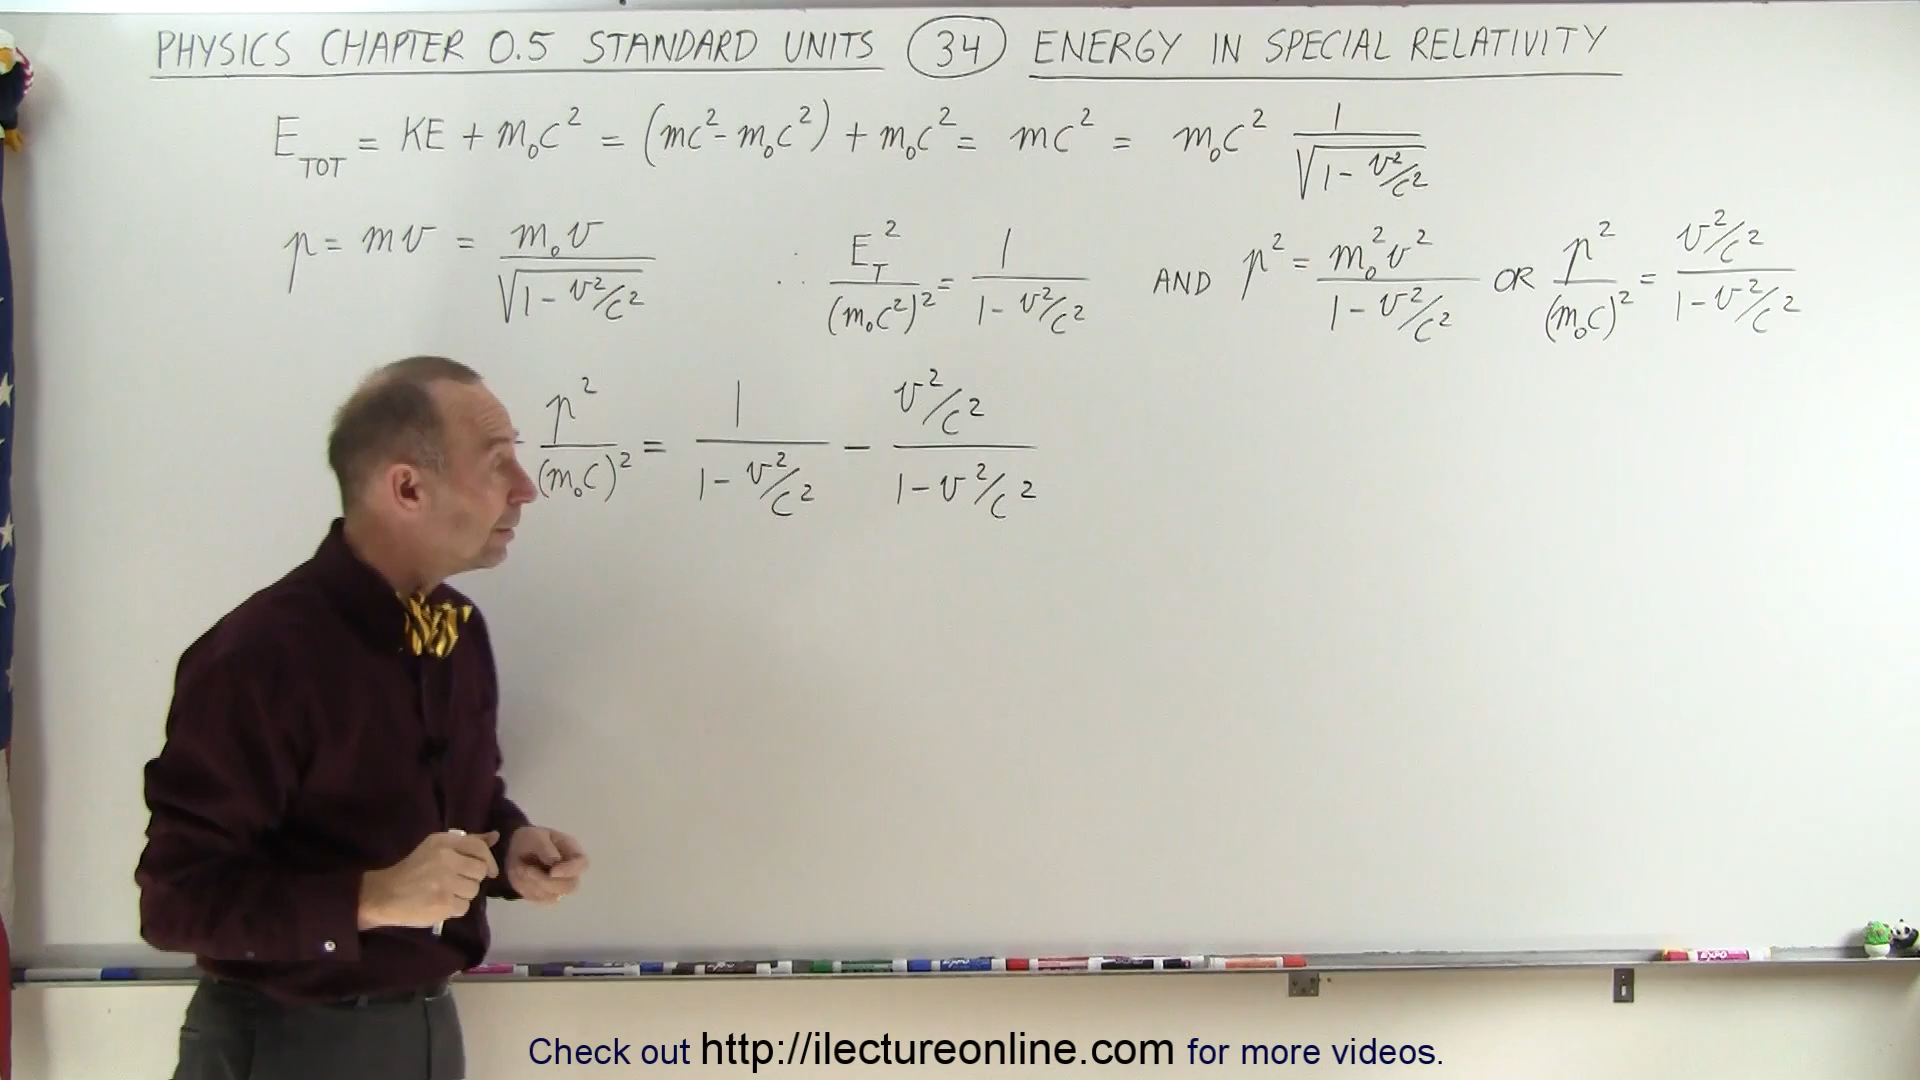 PHYSICS CHAPTER 0.5 STANDARD UNITS (34) ENERGY IN SPECIAL RELATIVITY
E_TOT = KE + m₀c² = (mc² - m₀c²) + m₀c² = mc² = m₀c² 1/√(1 - v²/c²)
p = mv = m₀v/√(1 - v²/c²) ∴ E_T²/(m₀c²)² = 1/(1 - v²/c²) AND p² = m₀²v²/(1 - v²/c²) OR p²/(m₀c)² = (v²/c²)/(1 - v²/c²)
- p²/(m₀c)² = 1/(1 - v²/c²) - (v²/c²)/(1 - v²/c²)
EXPO
Check out http://ilectureonline.com for more videos.